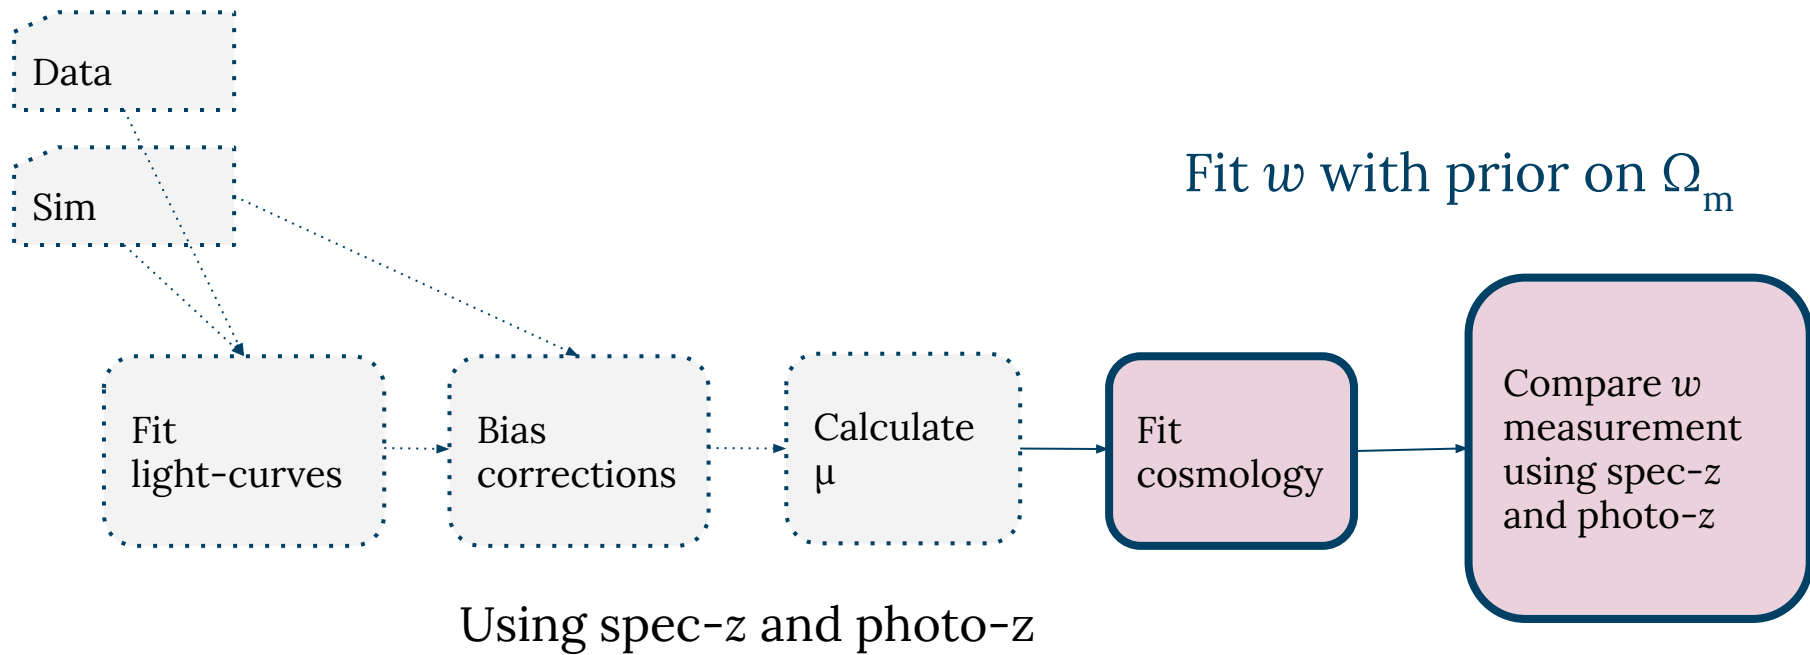 Data
Sim
Fit w with prior on Ωm
Fit
light-curves
Bias
corrections
Calculate
μ
Fit
cosmology
Compare w
measurement
using spec-z
and photo-z
Using spec-z and photo-z